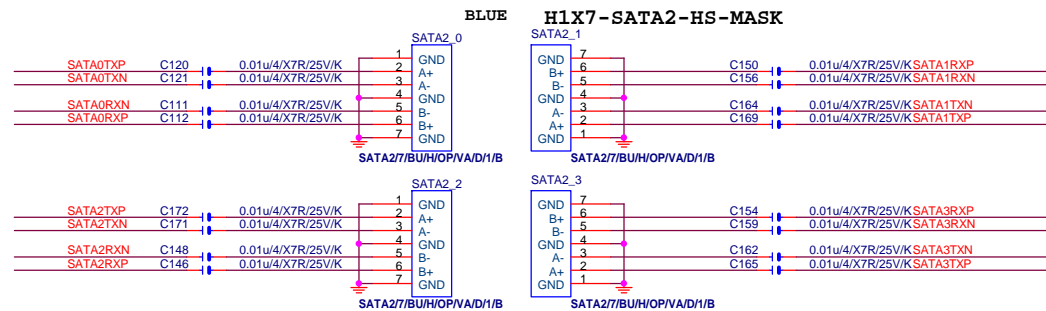 BLUE H1X7-SATA2-HS-MASK
SATA2_0 SATA2_1
1 GND GND 7
SATA0TXP C120 0.01u/4/X7R/25V/K 2 A+ B+ 6 C150 0.01u/4/X7R/25V/K SATA1RXP
SATA0TXN C121 0.01u/4/X7R/25V/K 3 A- B- 5 C156 0.01u/4/X7R/25V/K SATA1RXN
4 GND GND 4
SATA0RXN C111 0.01u/4/X7R/25V/K 5 B- A- 3 C164 0.01u/4/X7R/25V/K SATA1TXN
SATA0RXP C112 0.01u/4/X7R/25V/K 6 B+ A+ 2 C169 0.01u/4/X7R/25V/K SATA1TXP
7 GND GND 1
SATA2/7/BU/H/OP/VA/D/1/B SATA2/7/BU/H/OP/VA/D/1/B
SATA2_2 SATA2_3
1 GND GND 7
SATA2TXP C172 0.01u/4/X7R/25V/K 2 A+ B+ 6 C154 0.01u/4/X7R/25V/K SATA3RXP
SATA2TXN C171 0.01u/4/X7R/25V/K 3 A- B- 5 C159 0.01u/4/X7R/25V/K SATA3RXN
4 GND GND 4
SATA2RXN C148 0.01u/4/X7R/25V/K 5 B- A- 3 C162 0.01u/4/X7R/25V/K SATA3TXN
SATA2RXP C146 0.01u/4/X7R/25V/K 6 B+ A+ 2 C165 0.01u/4/X7R/25V/K SATA3TXP
7 GND GND 1
SATA2/7/BU/H/OP/VA/D/1/B SATA2/7/BU/H/OP/VA/D/1/B